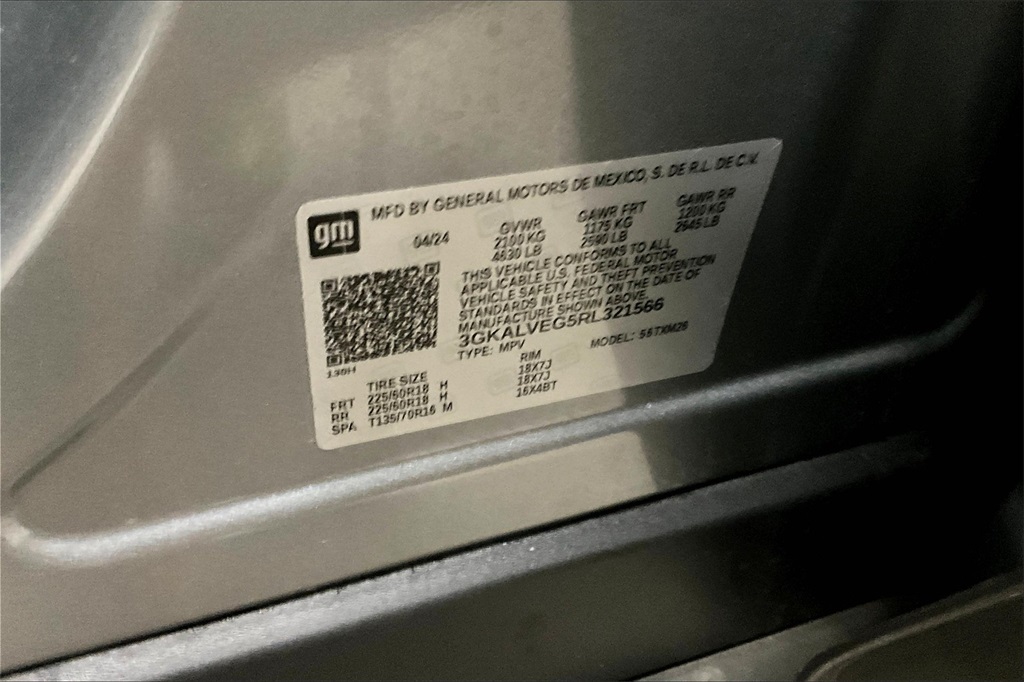 gm
MFD BY GENERAL MOTORS DE MEXICO, S. DE R.L. DE C.V.
04/24
GVWR GAWR FRT GAWR RR
2100 KG 1175 KG 1200 KG
4630 LB 2590 LB 2645 LB
THIS VEHICLE CONFORMS TO ALL
APPLICABLE U.S. FEDERAL MOTOR
VEHICLE SAFETY AND THEFT PREVENTION
STANDARDS IN EFFECT ON THE DATE OF
MANUFACTURE SHOWN ABOVE.
3GKALVEG5RL321566
TYPE: MPV MODEL:
TIRE SIZE RIM
FRT 225/60R18 H 18X7J
RR 225/60R18 H 18X7J
SPA T135/70R16 M 16X4BT